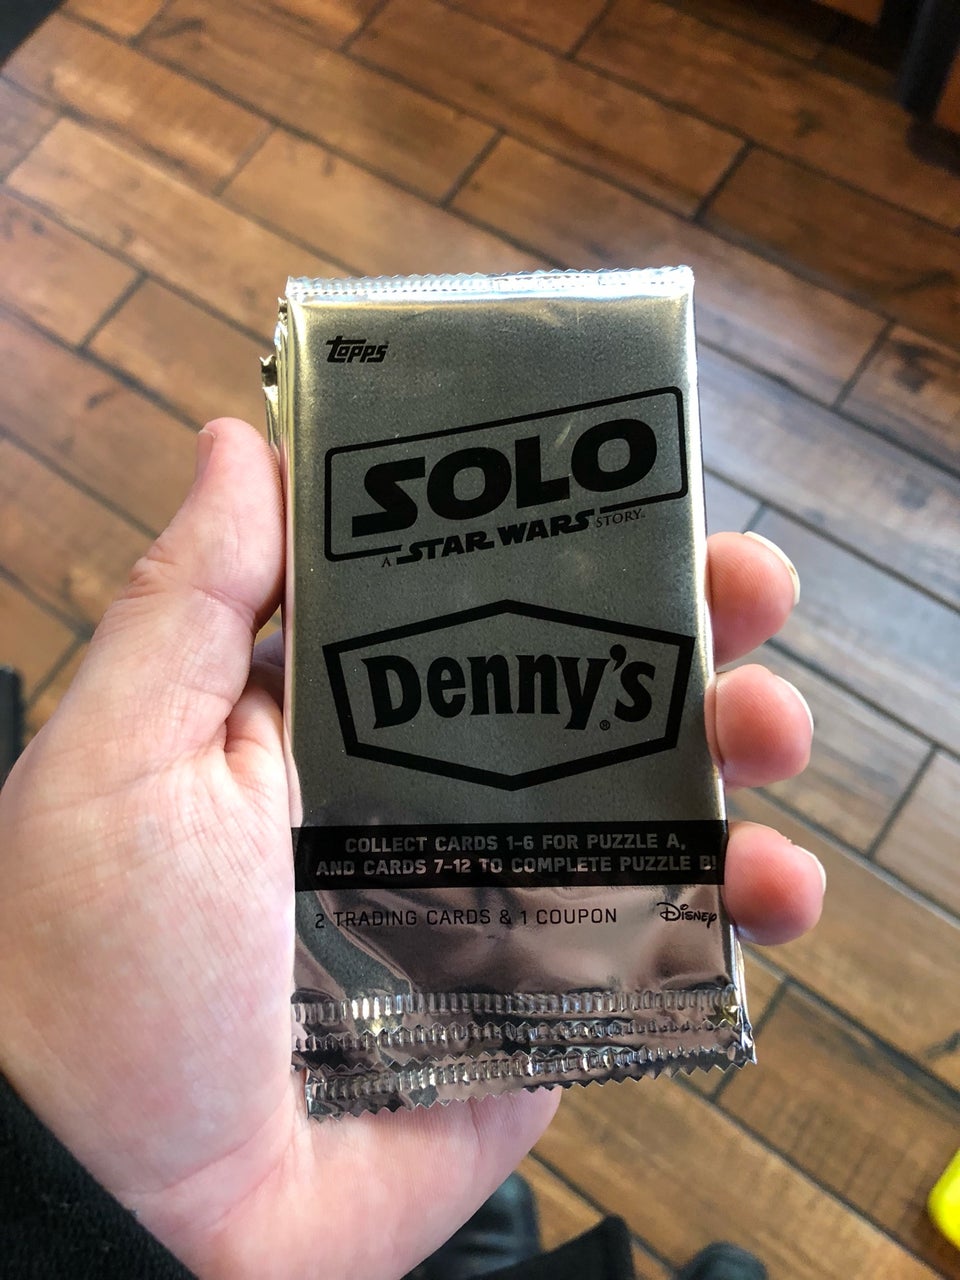 topps
SOLO
A STAR WARS STORY™
Denny's®
COLLECT CARDS 1-6 FOR PUZZLE A,
AND CARDS 7-12 TO COMPLETE PUZZLE B!
2 TRADING CARDS & 1 COUPON
Disney